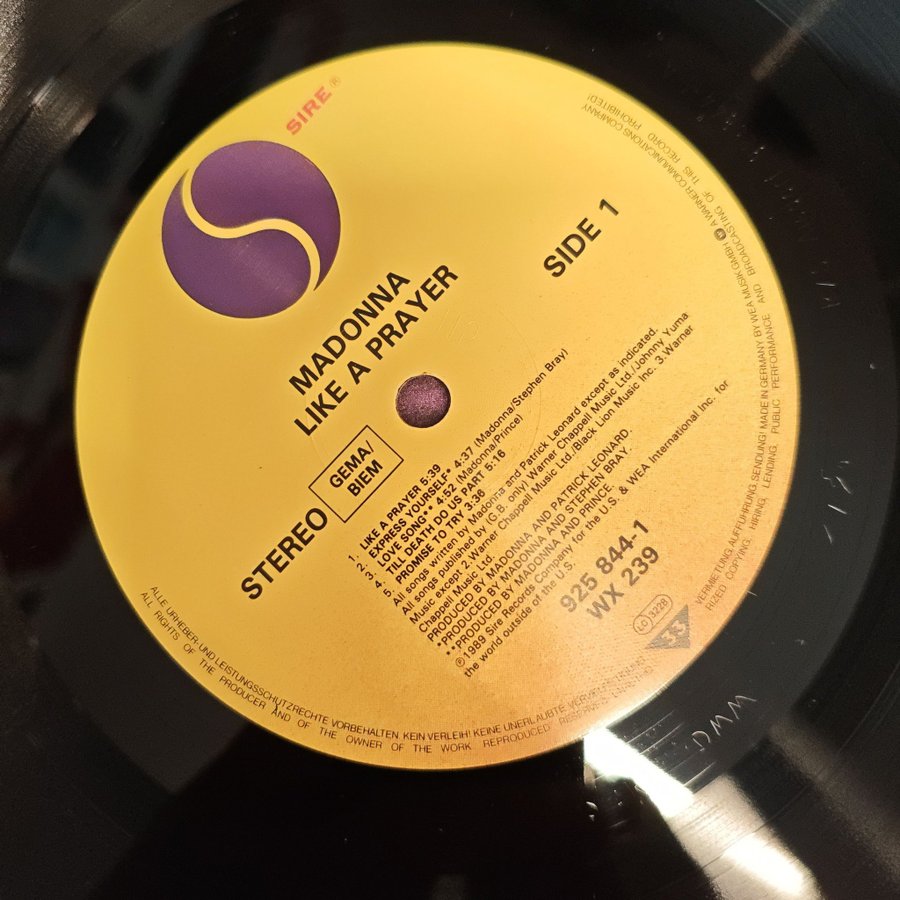 SIRE ®
MADONNA
LIKE A PRAYER
SIDE 1
STEREO
GEMA/
BIEM
1. LIKE A PRAYER 5:39
2. EXPRESS YOURSELF* 4:37 (Madonna/Stephen Bray)
3. LOVE SONG** 4:52 (Madonna/Prince)
4. TILL DEATH DO US PART 5:16
5. PROMISE TO TRY 3:36
All songs written by Madonna and Patrick Leonard except as indicated.
All songs published by (G.B. only) Warner Chappell Music Ltd./Johnny Yuma
Music except 2.Warner Chappell Music Ltd./Black Lion Music Inc. 3.Warner
Chappell Music Ltd.
PRODUCED BY MADONNA AND PATRICK LEONARD.
*PRODUCED BY MADONNA AND STEPHEN BRAY.
**PRODUCED BY MADONNA AND PRINCE.
℗1989 Sire Records Company for the U.S. & WEA International Inc. for
the world outside of the U.S.
925 844-1
WX 239
LC 3228
33
ALLE URHEBER- UND LEISTUNGSSCHUTZRECHTE VORBEHALTEN KEIN VERLEIH! KEINE UNERLAUBTE VERVIELFÄLTIGUNG
VERMIETUNG, AUFFÜHRUNG, SENDUNG! MADE IN GERMANY BY WEA MUSIK GMBH A WARNER COMMUNICATIONS COMPANY
ALL RIGHTS OF THE PRODUCER AND OF THE OWNER OF THE WORK REPRODUCED RESERVED
COPYING, HIRING, LENDING, PUBLIC PERFORMANCE AND BROADCASTING OF THIS RECORD PROHIBITED!